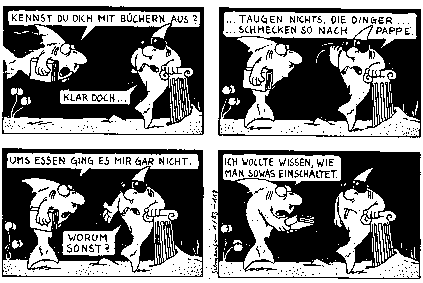 KENNST DU DICH MIT BÜCHERN AUS?
KLAR DOCH...
... TAUGEN NICHTS, DIE DINGER ...
... SCHMECKEN SO NACH PAPPE.
UMS ESSEN GING ES MIR GAR NICHT.
WORUM
SONST?
ICH WOLLTE WISSEN, WIE
MAN SOWAS EINSCHALTET.